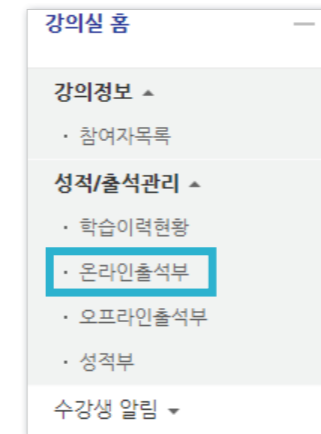 강의실 홈
강의정보 ▲
· 참여자목록
성적/출석관리 ▲
· 학습이력현황
· 온라인출석부
· 오프라인출석부
· 성적부
수강생 알림 ▼